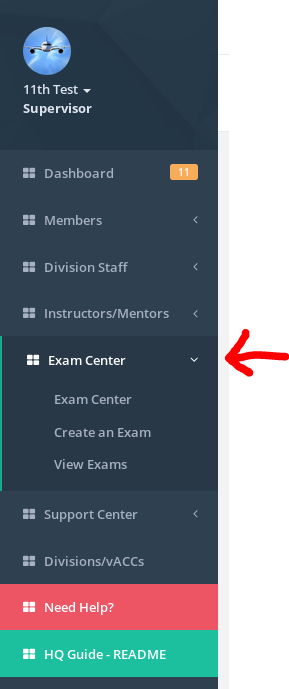 11th Test
Supervisor
Dashboard 11
Members
Division Staff
Instructors/Mentors
Exam Center
Exam Center
Create an Exam
View Exams
Support Center
Divisions/vACCs
Need Help?
HQ Guide - README